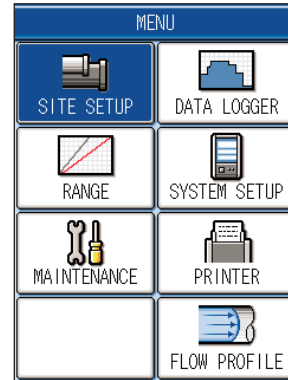 MENU
SITE SETUP
DATA LOGGER
RANGE
SYSTEM SETUP
MAINTENANCE
PRINTER
FLOW PROFILE